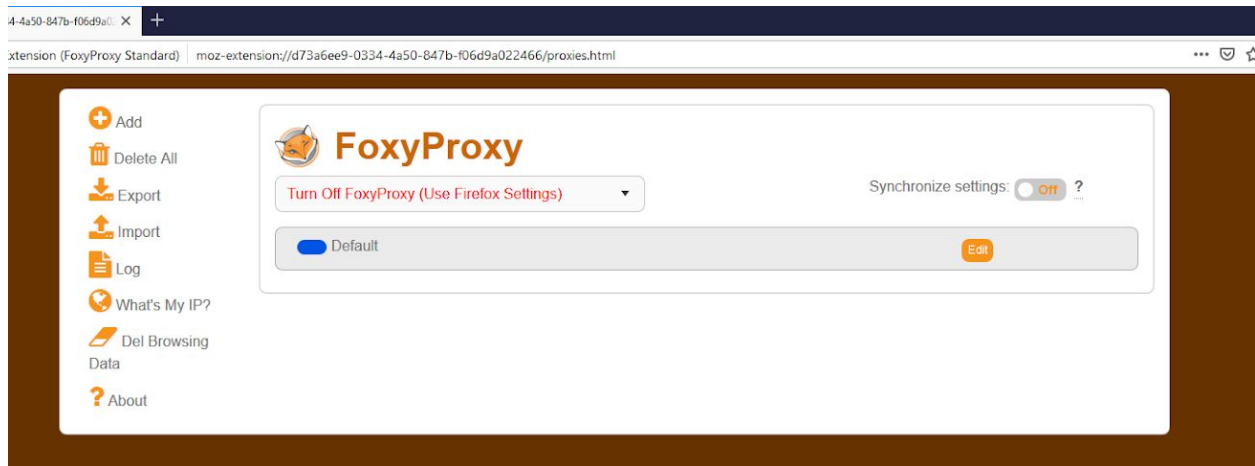 4-4a50-847b-f06d9a0
xtension (FoxyProxy Standard) moz-extension://d73a6ee9-0334-4a50-847b-f06d9a022466/proxies.html
Add
Delete All
Export
Import
Log
What's My IP?
Del Browsing
Data
? About
FoxyProxy
Turn Off FoxyProxy (Use Firefox Settings)
Synchronize settings: Off ?
Default
Edit